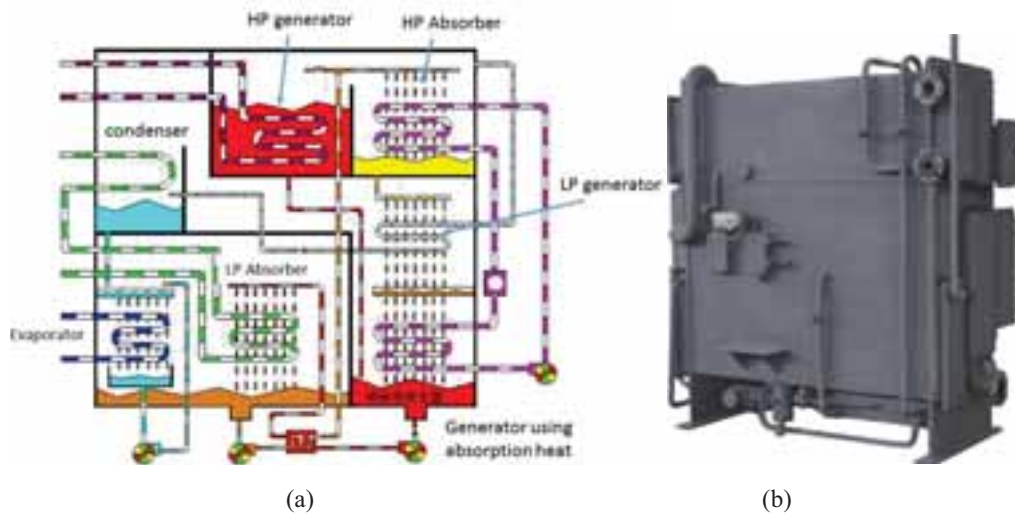 HP generator
HP Absorber
condenser
LP generator
LP Absorber
Evaporator
Generator using
absorption heat
(a)
(b)